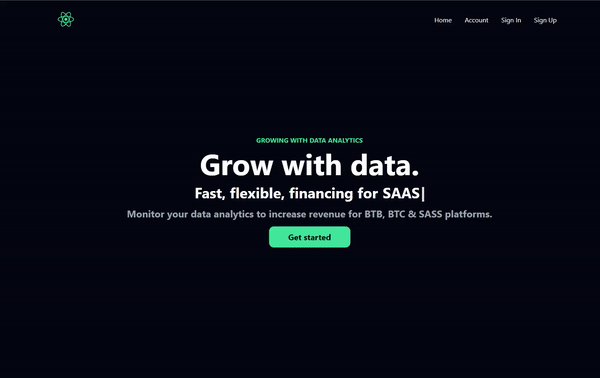 Home Account Sign In Sign Up
GROWING WITH DATA ANALYTICS
Grow with data.
Fast, flexible, financing for SAAS|
Monitor your data analytics to increase revenue for BTB, BTC & SASS platforms.
Get started